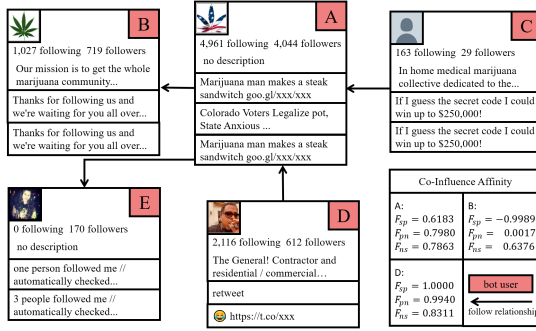 B
1,027 following 719 followers
Our mission is to get the whole
marijuana community...
Thanks for following us and
we're waiting for you all over...
Thanks for following us and
we're waiting for you all over...
A
4,961 following 4,044 followers
no description
Marijuana man makes a steak
sandwitch goo.gl/xxx/xxx
Colorado Voters Legalize pot,
State Anxious ...
Marijuana man makes a steak
sandwitch goo.gl/xxx/xxx
C
163 following 29 followers
In home medical marijuana
collective dedicated to the...
If I guess the secret code I could
win up to $250,000!
If I guess the secret code I could
win up to $250,000!
E
0 following 170 followers
no description
one person followed me //
automatically checked...
3 people followed me //
automatically checked...
D
2,116 following 612 followers
The General! Contractor and
residential / commercial…
retweet
😂 https://t.co/xxx
Co-Influence Affinity
A:
F_sp = 0.6183
F_pn = 0.7980
F_ns = 0.7863
B:
F_sp = −0.9989
F_pn = 0.0017
F_ns = 0.6376
D:
F_sp = 1.0000
F_pn = 0.9940
F_ns = 0.8311
bot user
follow relationship